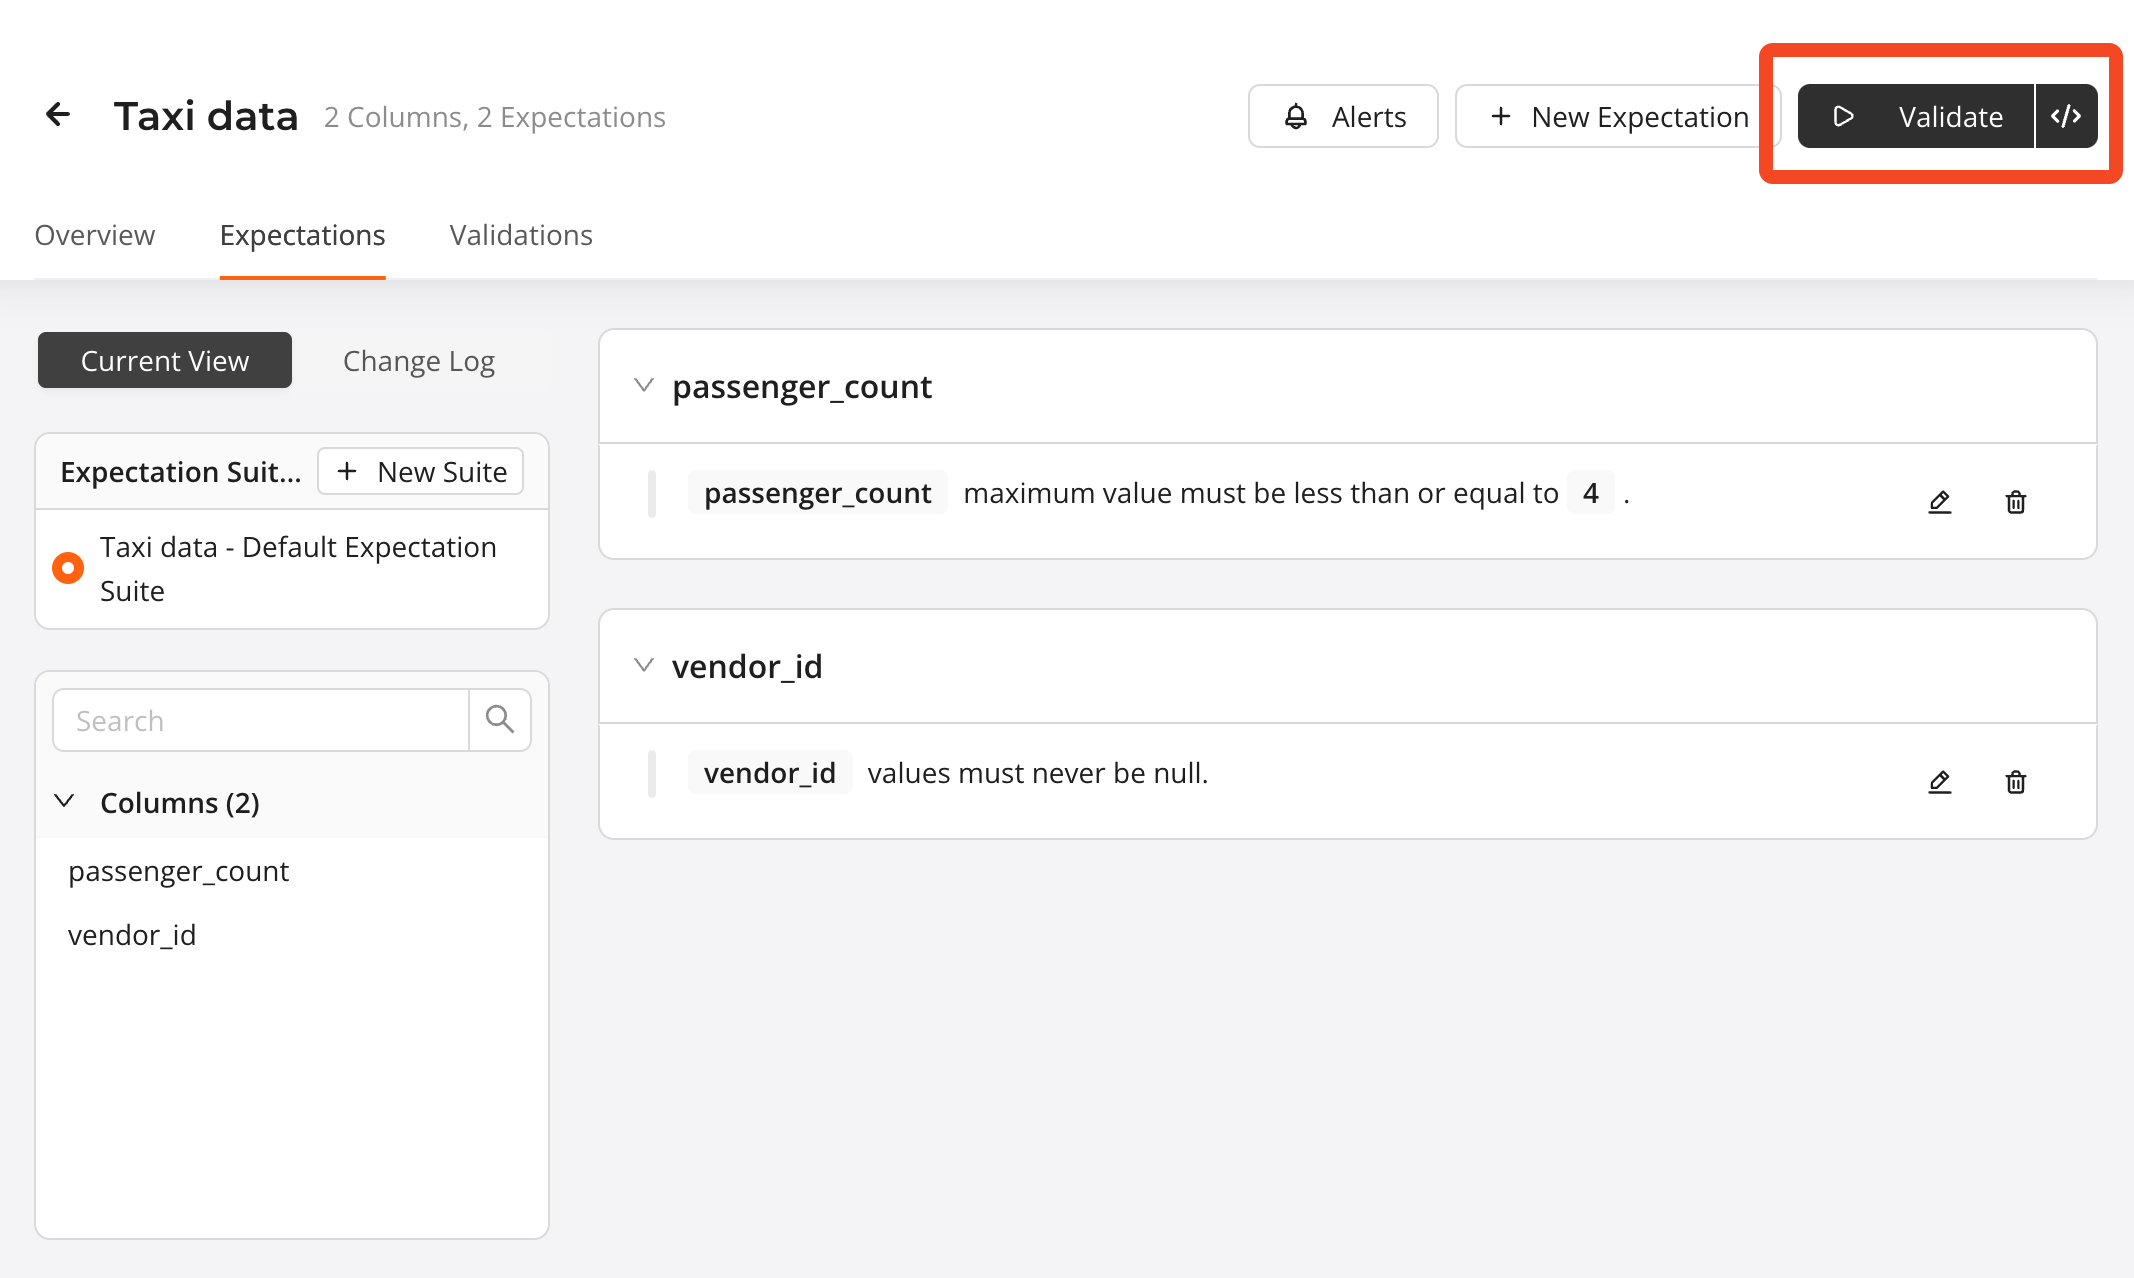 Taxi data 2 Columns, 2 Expectations
Alerts
+ New Expectation
Validate </>
Overview Expectations Validations
Current View Change Log
Expectation Suit... + New Suite
Taxi data - Default Expectation
Suite
Search
Columns (2)
passenger_count
vendor_id
passenger_count
passenger_count maximum value must be less than or equal to 4 .
vendor_id
vendor_id values must never be null.